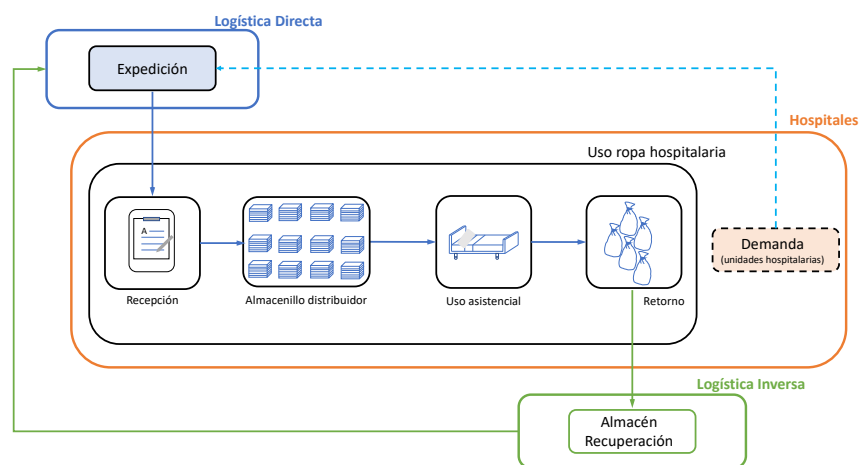 Logística Directa
Expedición
Hospitales
Uso ropa hospitalaria
A
Demanda
(unidades hospitalarias)
Recepción
Almacenillo distribuidor
Uso asistencial
Retorno
Logística Inversa
Almacén
Recuperación